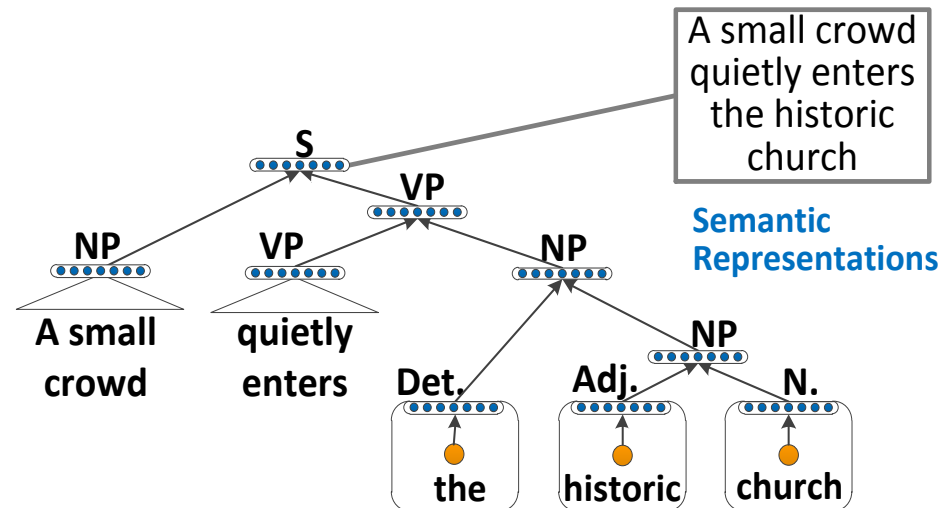 A small crowd
quietly enters
the historic
church
S
VP
Semantic
Representations
NP
VP
NP
A small
crowd
quietly
enters
NP
Det.
Adj.
N.
the
historic
church